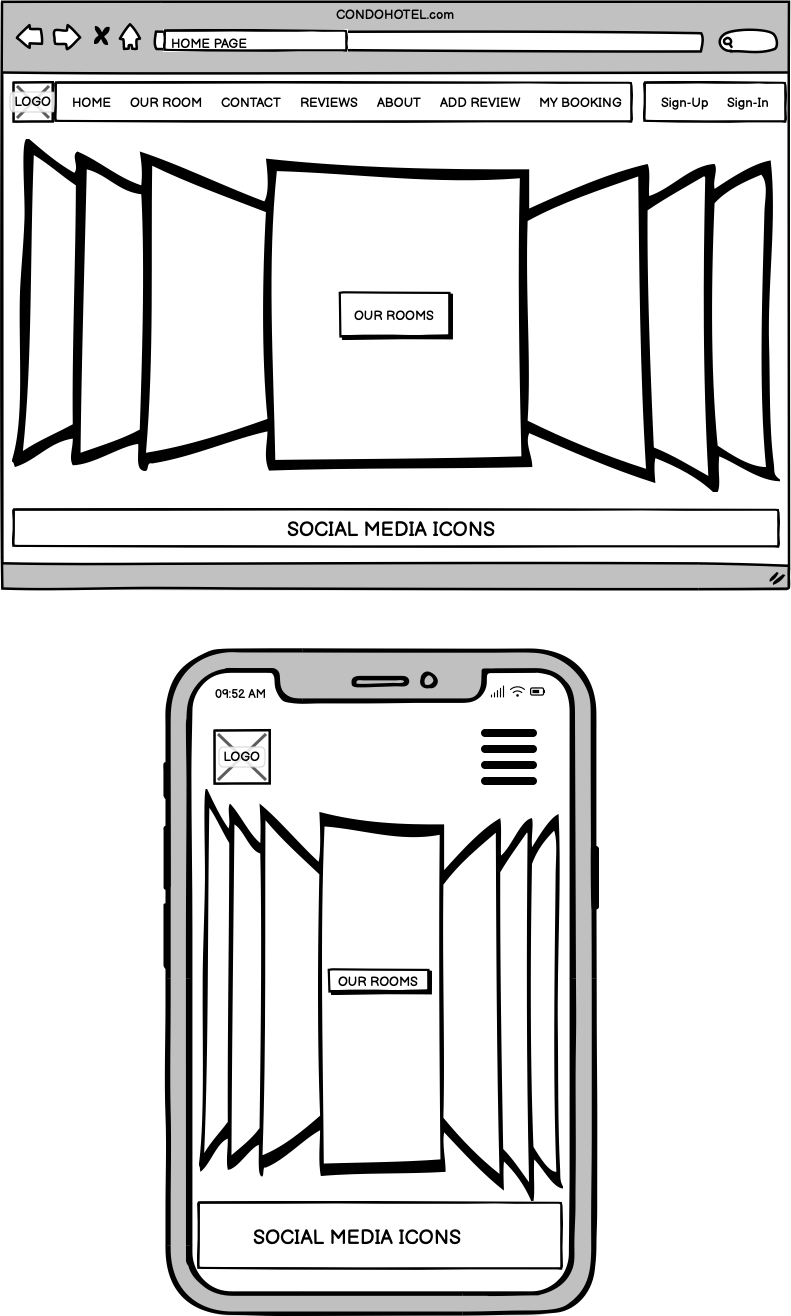 CONDOHOTEL.com
HOME PAGE
LOGO HOME OUR ROOM CONTACT REVIEWS ABOUT ADD REVIEW MY BOOKING Sign-Up Sign-In
OUR ROOMS
SOCIAL MEDIA ICONS
09:52 AM
LOGO
OUR ROOMS
SOCIAL MEDIA ICONS